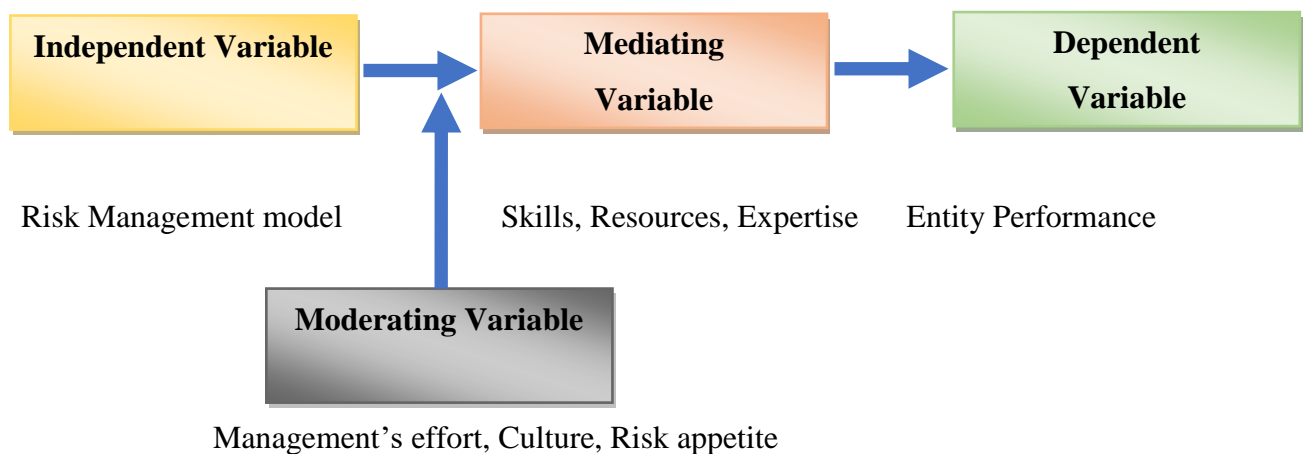 Independent Variable
Mediating
Variable
Dependent
Variable
Risk Management model
Skills, Resources, Expertise
Entity Performance
Moderating Variable
Management’s effort, Culture, Risk appetite